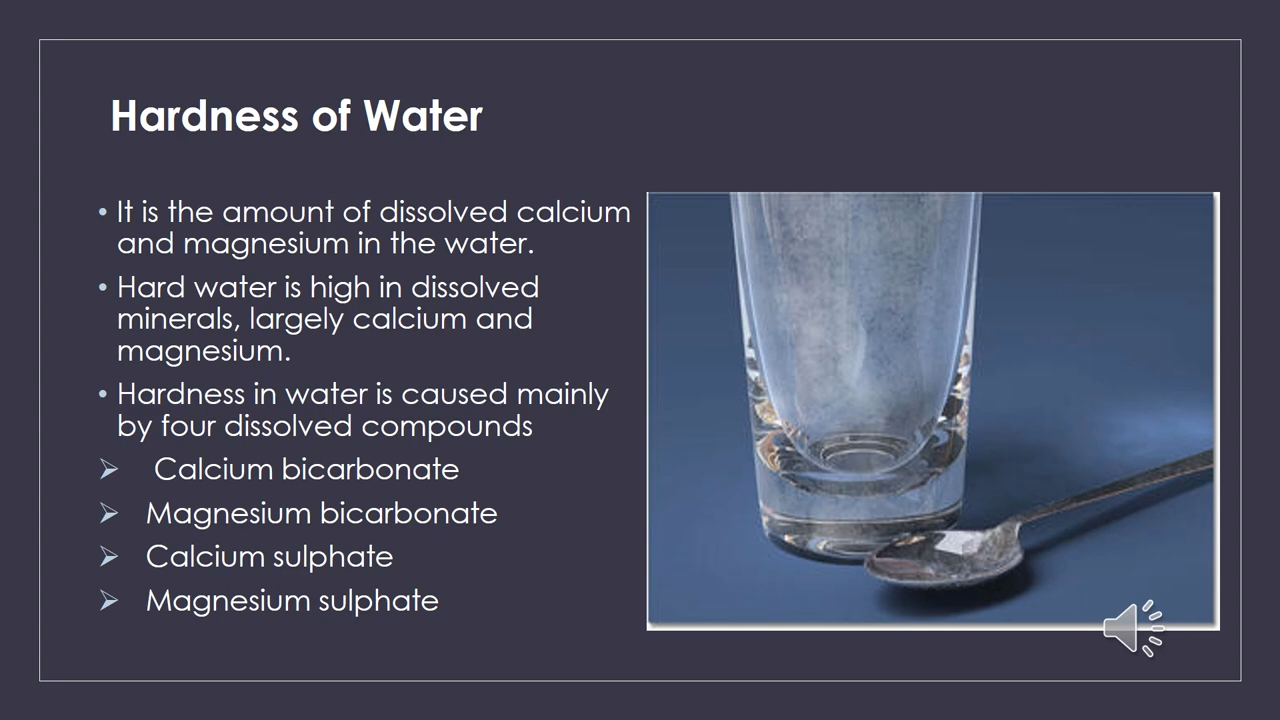 Hardness of Water
• It is the amount of dissolved calcium
and magnesium in the water.
• Hard water is high in dissolved
minerals, largely calcium and
magnesium.
• Hardness in water is caused mainly
by four dissolved compounds
➢ Calcium bicarbonate
➢ Magnesium bicarbonate
➢ Calcium sulphate
➢ Magnesium sulphate